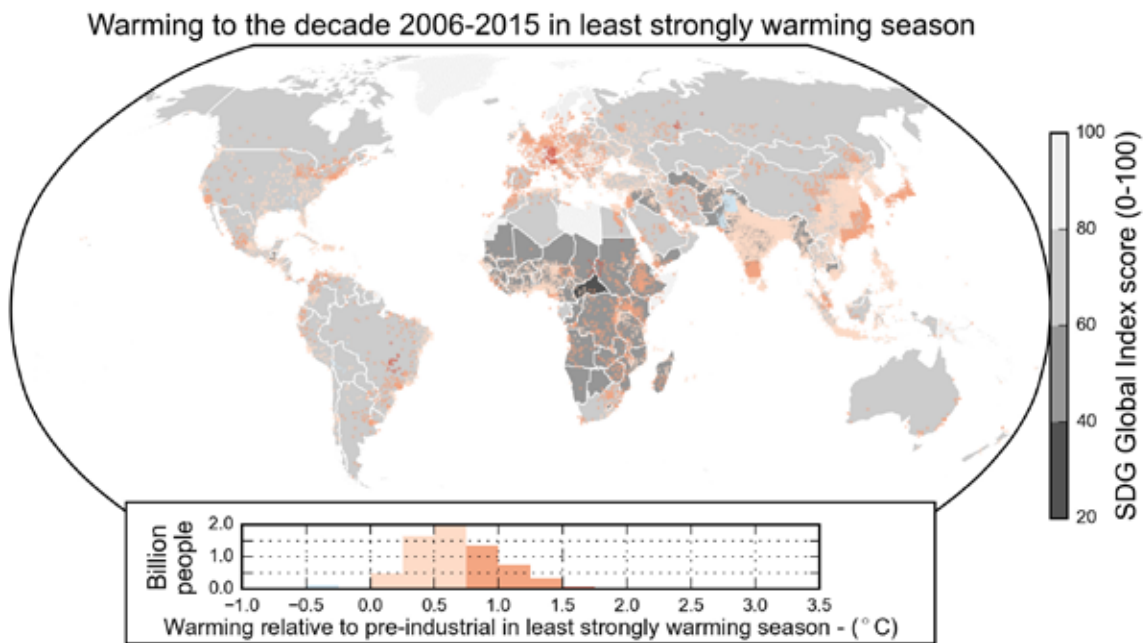 Warming to the decade 2006-2015 in least strongly warming season
100
80
60
40
20
SDG Global Index score (0-100)
Billion
people
2.0
1.0
0.0
−1.0 −0.5 0.0 0.5 1.0 1.5 2.0 2.5 3.0 3.5
Warming relative to pre-industrial in least strongly warming season - (°C)